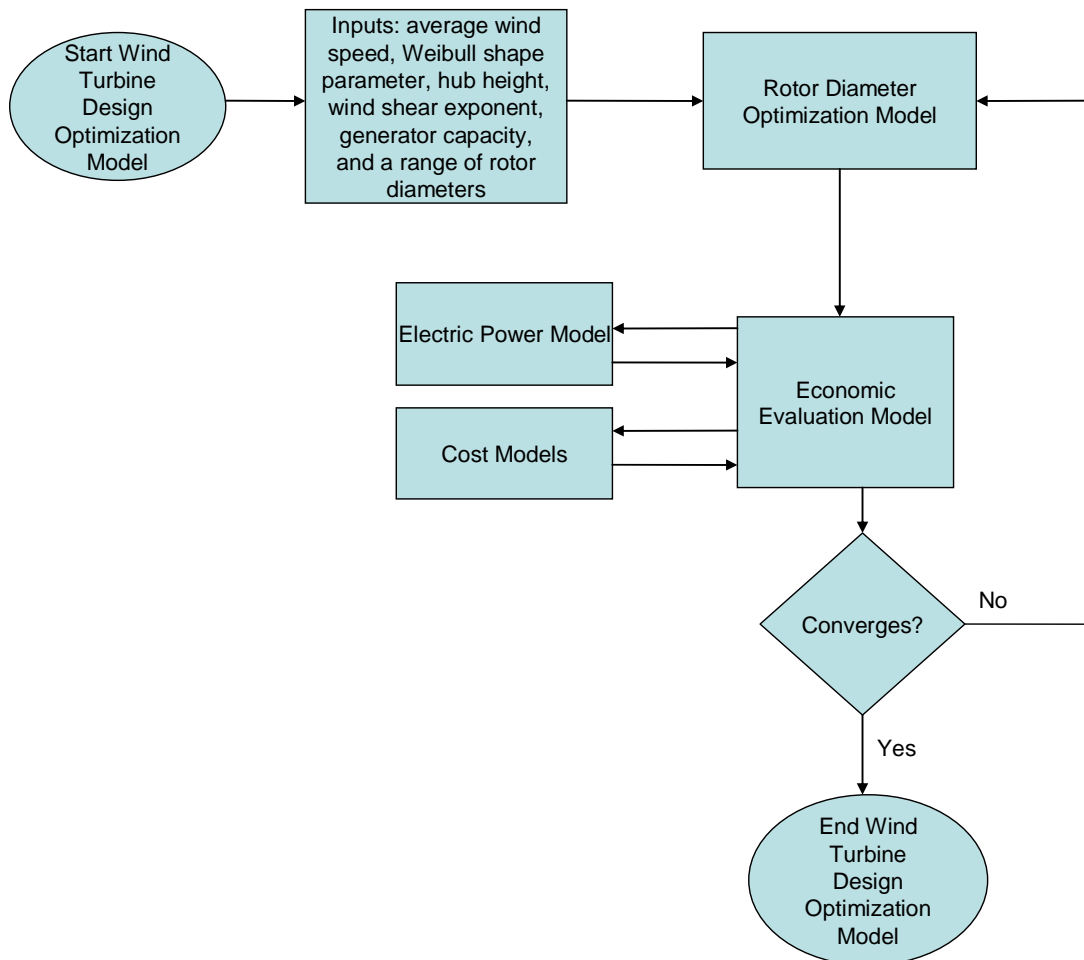 Start Wind
Turbine
Design
Optimization
Model
Inputs: average wind
speed, Weibull shape
parameter, hub height,
wind shear exponent,
generator capacity,
and a range of rotor
diameters
Rotor Diameter
Optimization Model
Electric Power Model
Economic
Evaluation Model
Cost Models
Converges?
No
Yes
End Wind
Turbine
Design
Optimization
Model